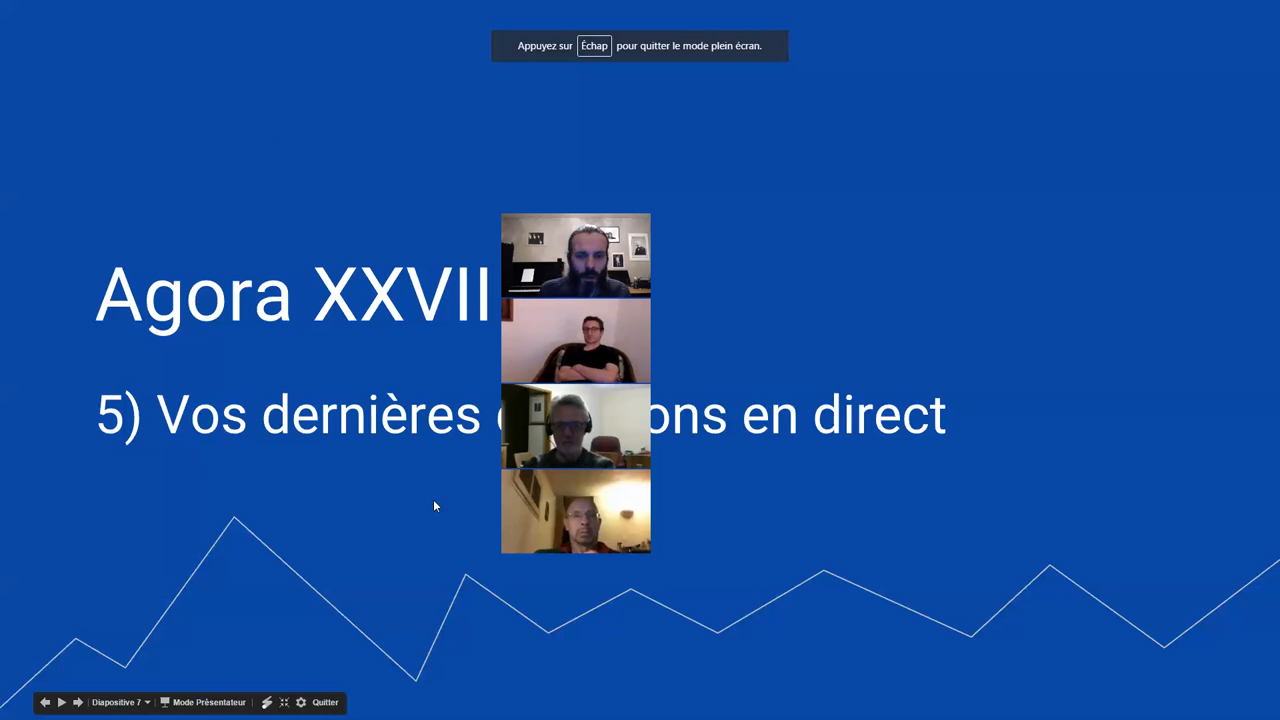 Appuyez sur Échap pour quitter le mode plein écran.
Agora XXVII
5) Vos dernières ons en direct
Diapositive 7 Mode Présentateur Quitter